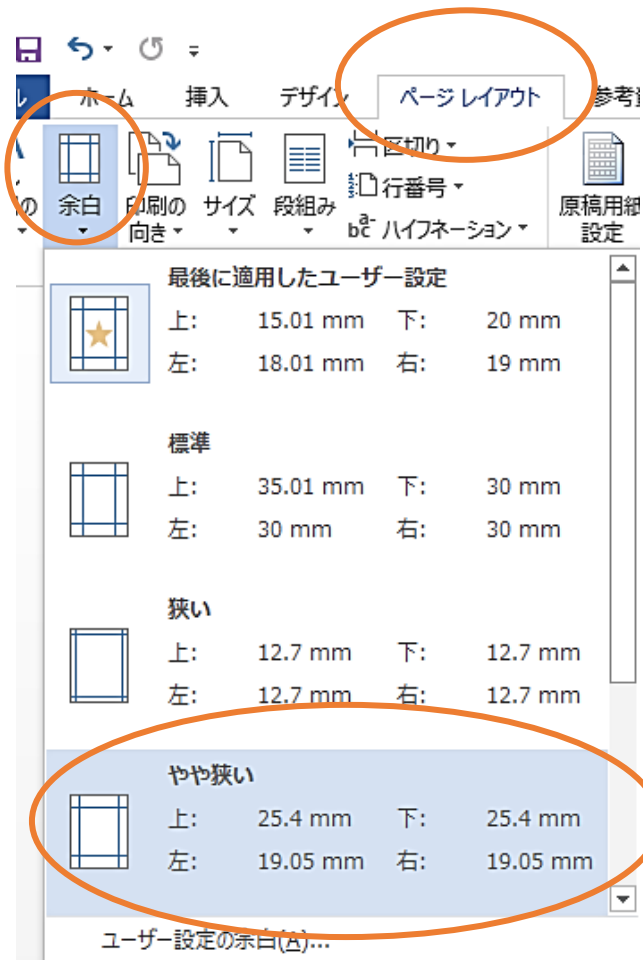 ル ホーム 挿入 デザイン ページ レイアウト 参考資
の 余白 印刷の向き サイズ 段組み 区切り 行番号 ハイフネーション 原稿用紙 設定
最後に適用したユーザー設定
上: 15.01 mm 下: 20 mm
左: 18.01 mm 右: 19 mm
標準
上: 35.01 mm 下: 30 mm
左: 30 mm 右: 30 mm
狭い
上: 12.7 mm 下: 12.7 mm
左: 12.7 mm 右: 12.7 mm
やや狭い
上: 25.4 mm 下: 25.4 mm
左: 19.05 mm 右: 19.05 mm
ユーザー設定の余白(A)...